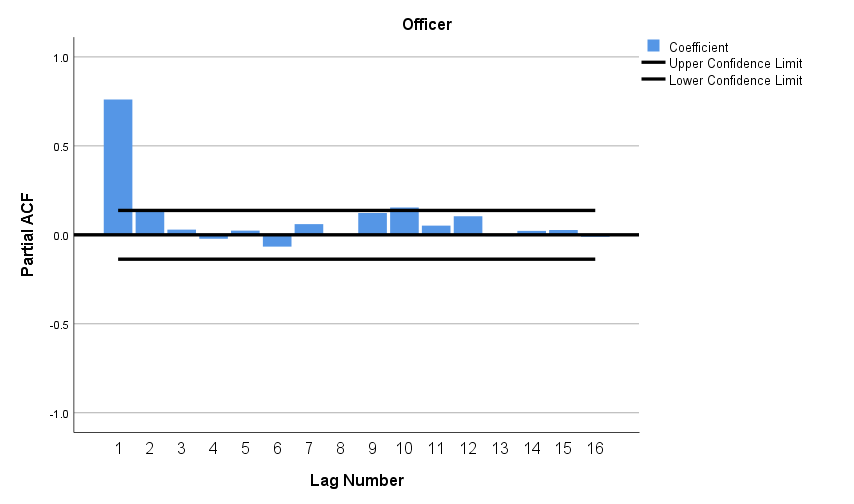 Officer
Coefficient
Upper Confidence Limit
Lower Confidence Limit
1.0
0.5
0.0
-0.5
-1.0
Partial ACF
1 2 3 4 5 6 7 8 9 10 11 12 13 14 15 16
Lag Number